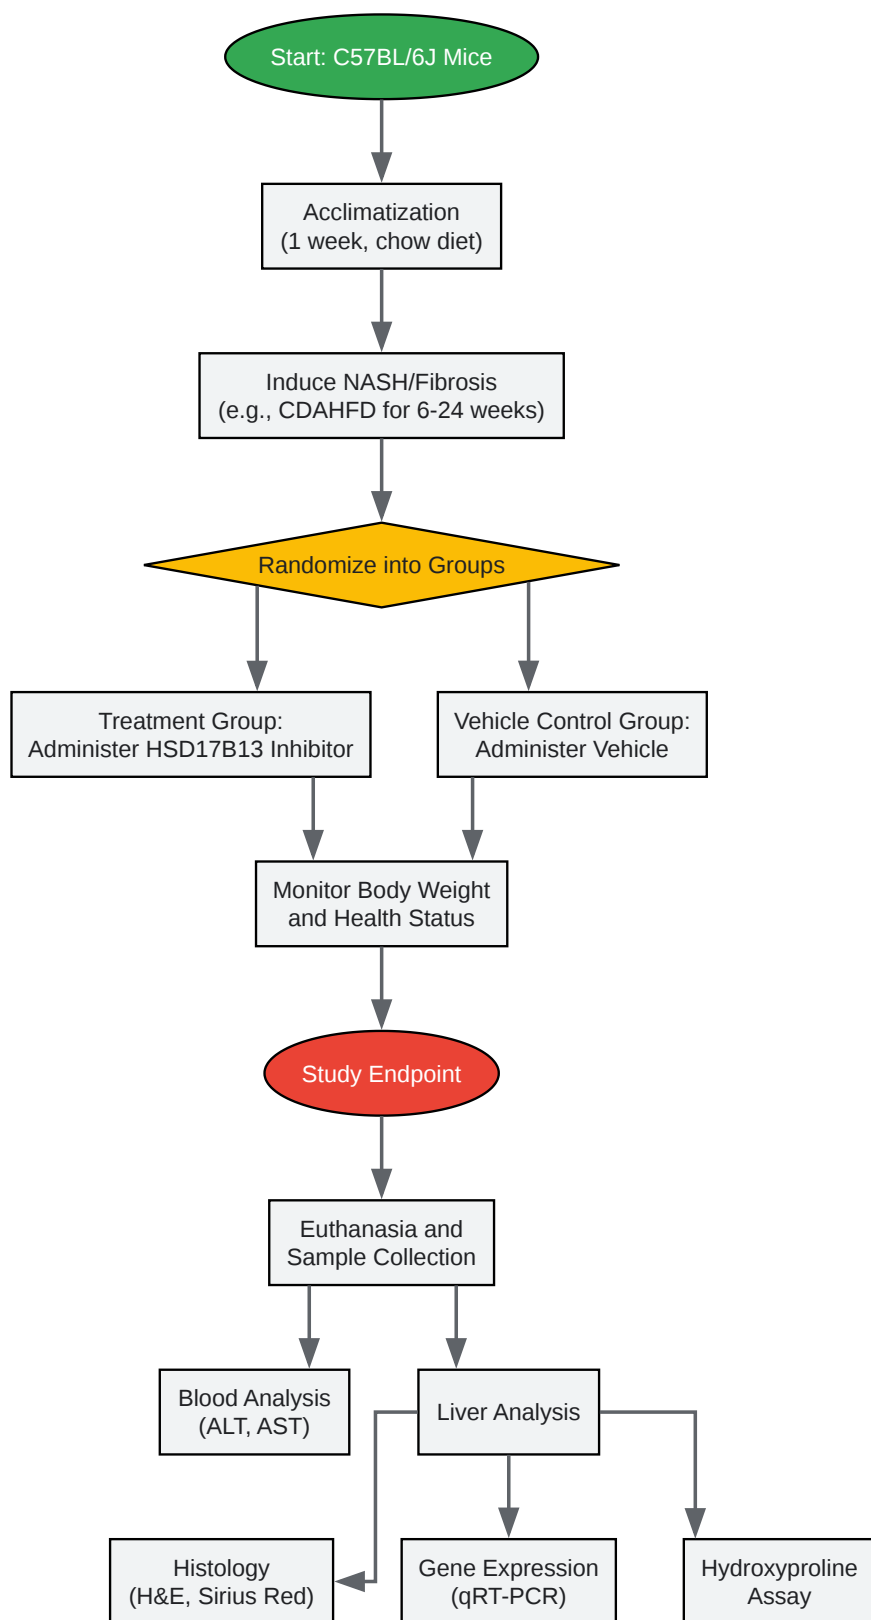 Start: C57BL/6J Mice
Acclimatization
(1 week, chow diet)
Induce NASH/Fibrosis
(e.g., CDAHFD for 6-24 weeks)
Randomize into Groups
Treatment Group:
Administer HSD17B13 Inhibitor
Vehicle Control Group:
Administer Vehicle
Monitor Body Weight
and Health Status
Study Endpoint
Euthanasia and
Sample Collection
Blood Analysis
(ALT, AST)
Liver Analysis
Histology
(H&E, Sirius Red)
Gene Expression
(qRT-PCR)
Hydroxyproline
Assay